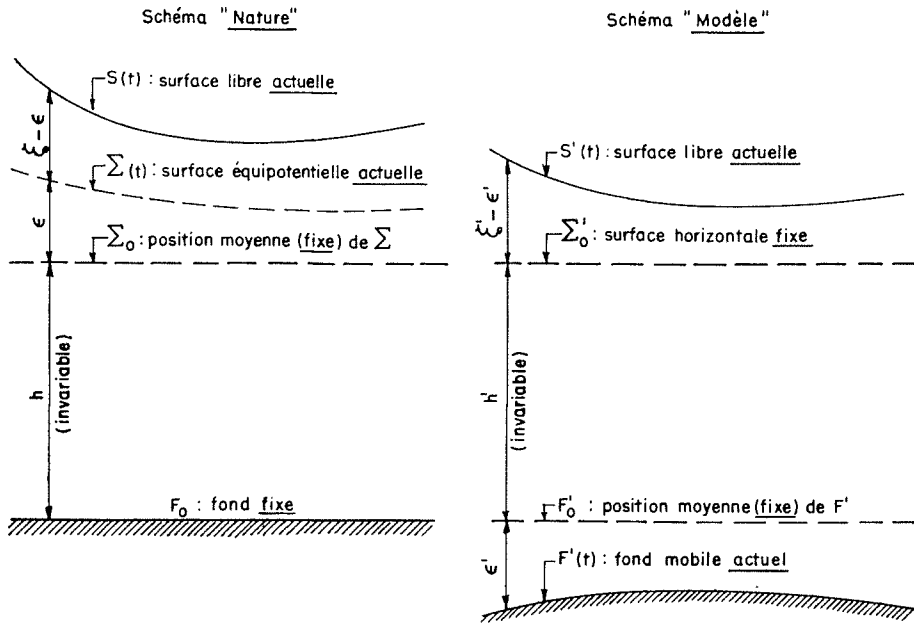 Schéma "Nature"
S(t) : surface libre actuelle
ξ - ϵ
Σ(t) : surface équipotentielle actuelle
ϵ
Σ₀ : position moyenne (fixe) de Σ
h
(invariable)
F₀ : fond fixe
Schéma "Modèle"
S'(t) : surface libre actuelle
ξ' - ϵ'
Σ'₀ : surface horizontale fixe
h'
(invariable)
F'₀ : position moyenne (fixe) de F'
ϵ'
F'(t) : fond mobile actuel